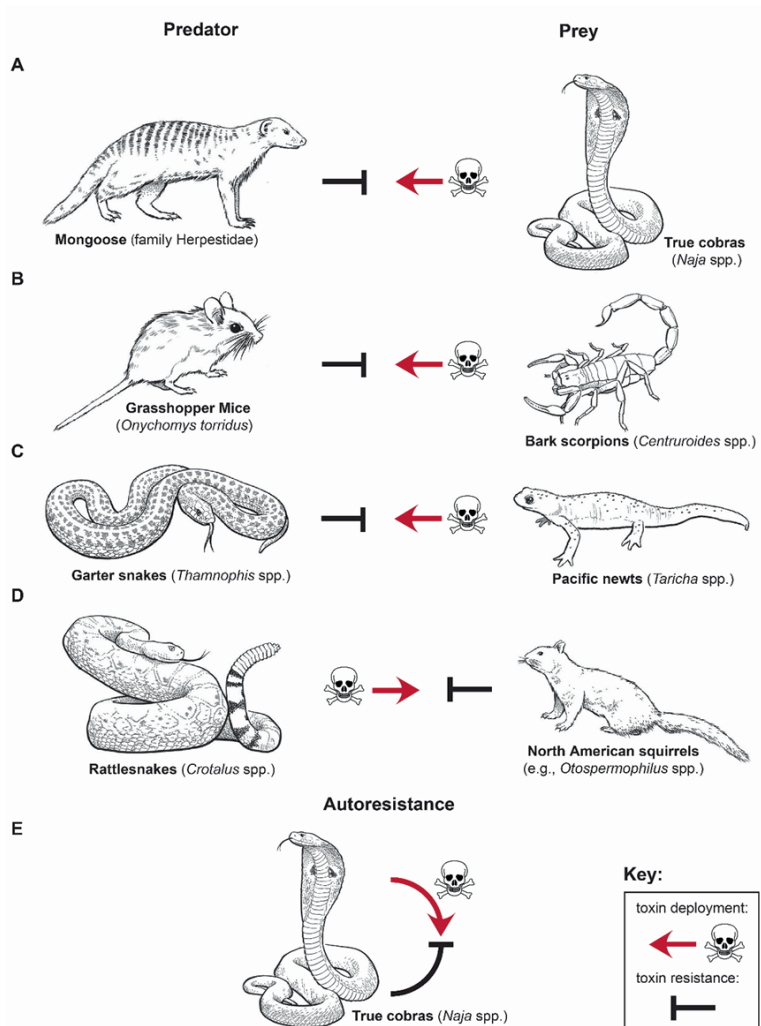 Predator
Prey
A
Mongoose (family Herpestidae)
True cobras
(Naja spp.)
B
Grasshopper Mice
(Onychomys torridus)
Bark scorpions (Centruroides spp.)
C
Garter snakes (Thamnophis spp.)
Pacific newts (Taricha spp.)
D
Rattlesnakes (Crotalus spp.)
North American squirrels
(e.g., Otospermophilus spp.)
Autoresistance
E
True cobras (Naja spp.)
Key:
toxin deployment:
toxin resistance: